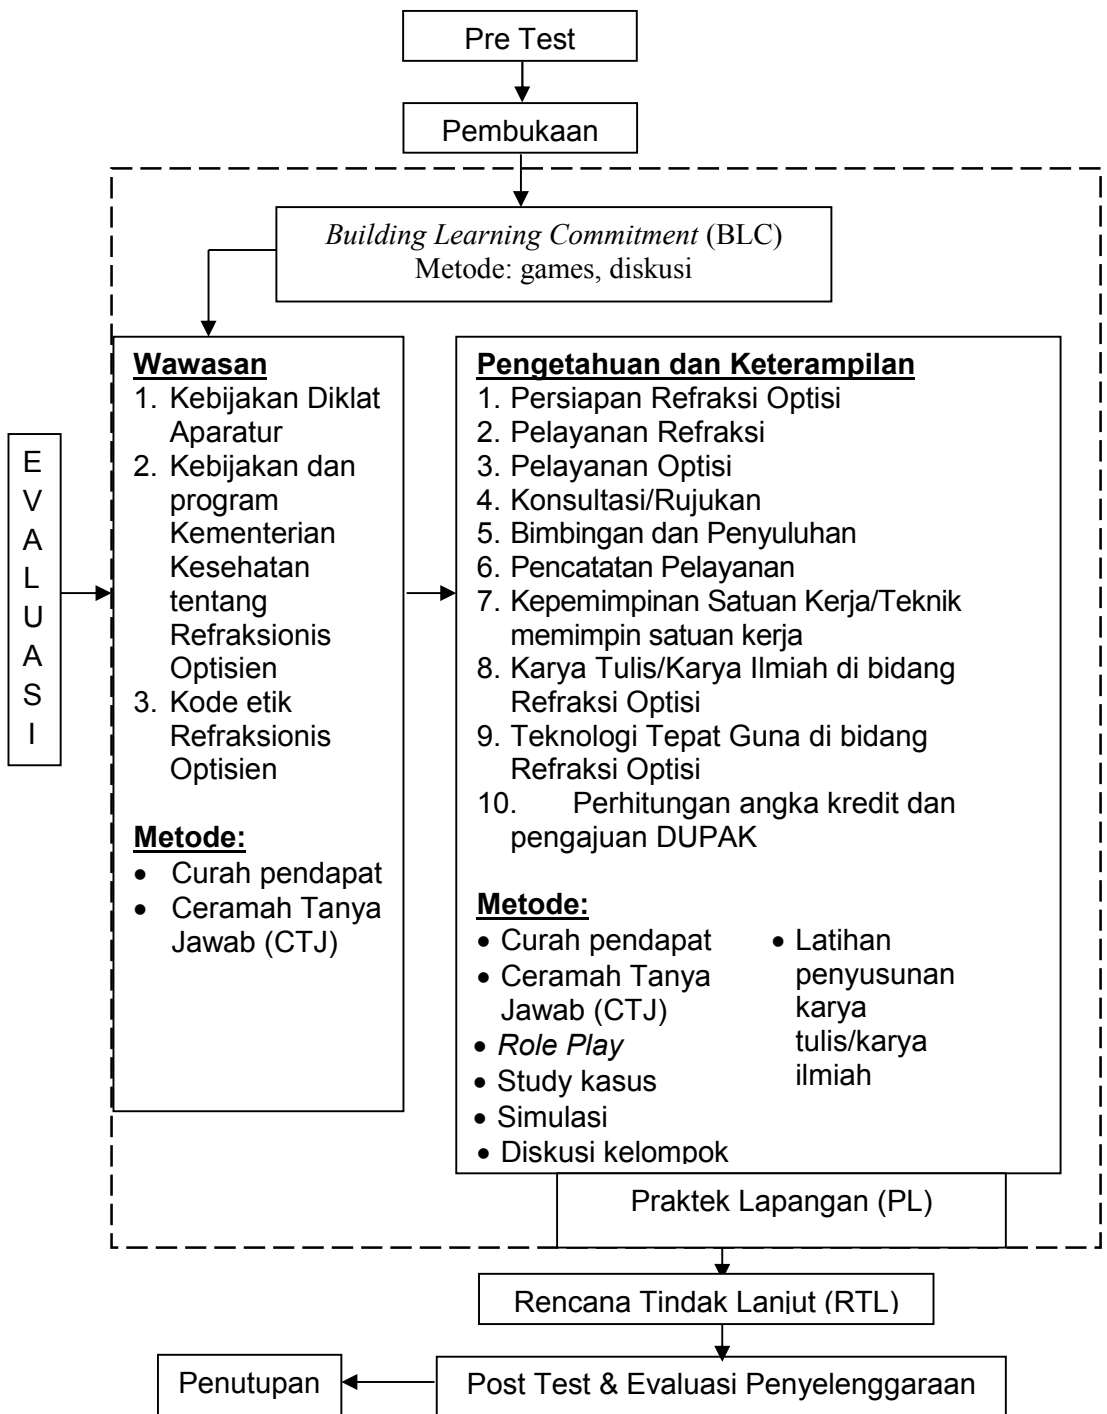 Pre Test
Pembukaan
Building Learning Commitment (BLC)
Metode: games, diskusi
E
V
A
L
U
A
S
I
Wawasan
1. Kebijakan Diklat
Aparatur
2. Kebijakan dan
program
Kementerian
Kesehatan
tentang
Refraksionis
Optisien
3. Kode etik
Refraksionis
Optisien
Metode:
• Curah pendapat
• Ceramah Tanya
Jawab (CTJ)
Pengetahuan dan Keterampilan
1. Persiapan Refraksi Optisi
2. Pelayanan Refraksi
3. Pelayanan Optisi
4. Konsultasi/Rujukan
5. Bimbingan dan Penyuluhan
6. Pencatatan Pelayanan
7. Kepemimpinan Satuan Kerja/Teknik
memimpin satuan kerja
8. Karya Tulis/Karya Ilmiah di bidang
Refraksi Optisi
9. Teknologi Tepat Guna di bidang
Refraksi Optisi
10. Perhitungan angka kredit dan
pengajuan DUPAK
Metode:
• Curah pendapat
• Ceramah Tanya
Jawab (CTJ)
• Role Play
• Study kasus
• Simulasi
• Diskusi kelompok
• Latihan
penyusunan
karya
tulis/karya
ilmiah
Praktek Lapangan (PL)
Rencana Tindak Lanjut (RTL)
Penutupan
Post Test & Evaluasi Penyelenggaraan